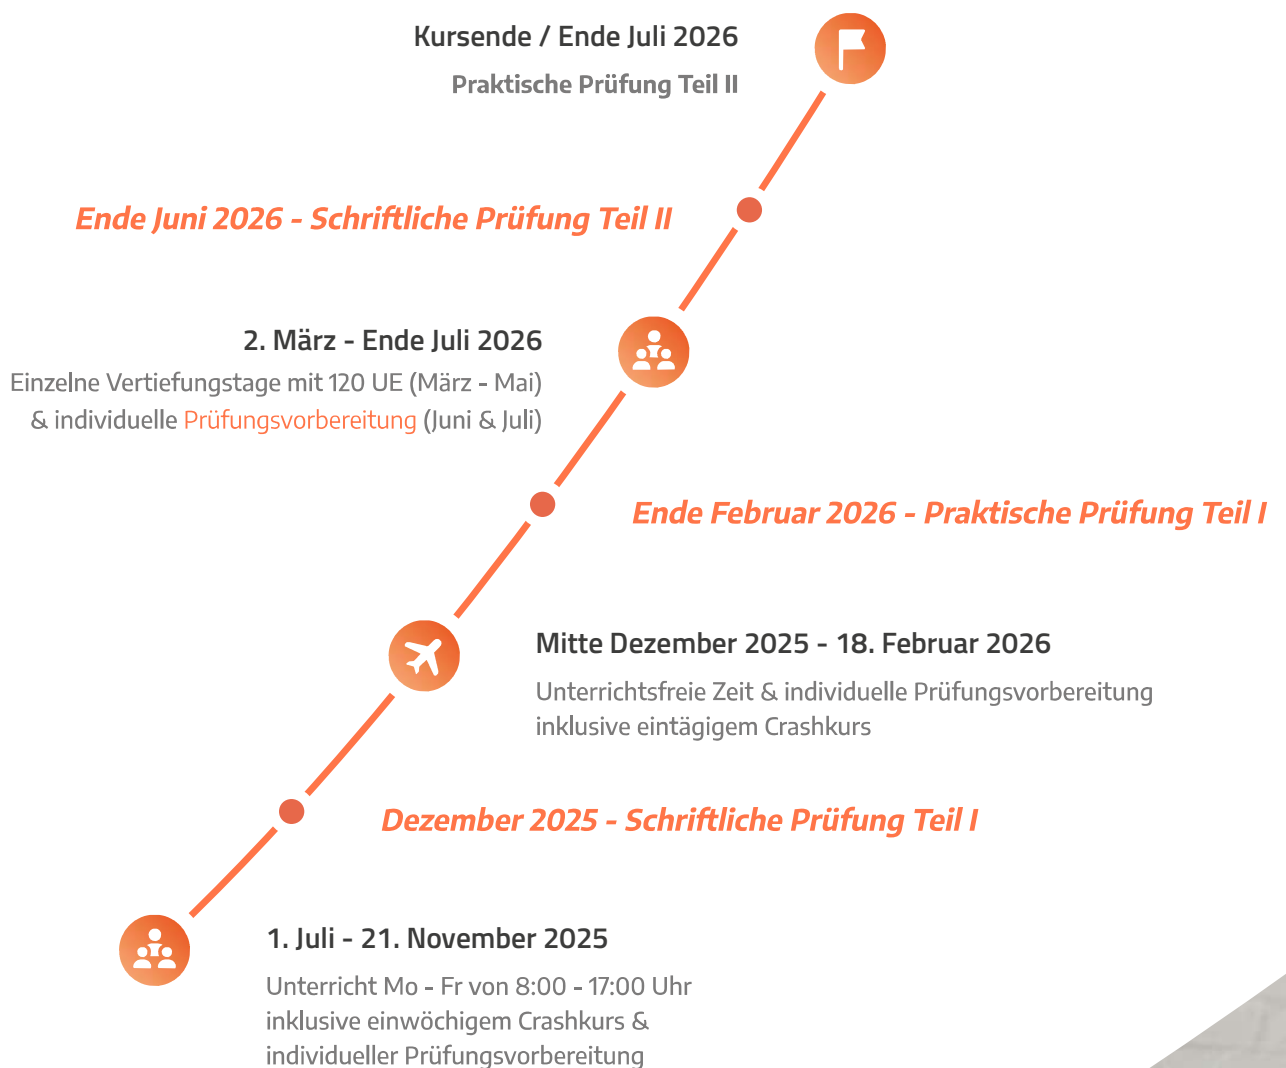 Kursende / Ende Juli 2026
Praktische Prüfung Teil II
Ende Juni 2026 - Schriftliche Prüfung Teil II
2. März - Ende Juli 2026
Einzelne Vertiefungstage mit 120 UE (März - Mai)
& individuelle Prüfungsvorbereitung (Juni & Juli)
Ende Februar 2026 - Praktische Prüfung Teil I
Mitte Dezember 2025 - 18. Februar 2026
Unterrichtsfreie Zeit & individuelle Prüfungsvorbereitung
inklusive eintägigem Crashkurs
Dezember 2025 - Schriftliche Prüfung Teil I
1. Juli - 21. November 2025
Unterricht Mo - Fr von 8:00 - 17:00 Uhr
inklusive einwöchigem Crashkurs &
individueller Prüfungsvorbereitung